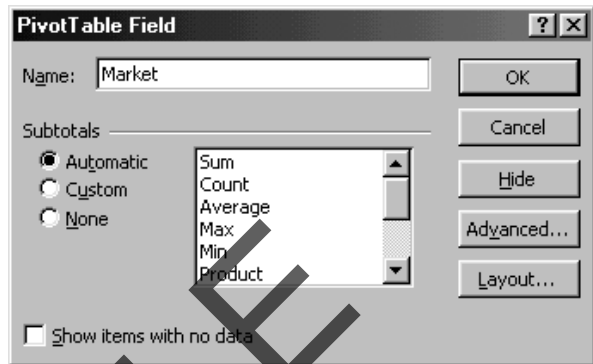 PivotTable Field
Name: Market
OK
Subtotals
Cancel
Automatic
Custom
None
Sum
Count
Average
Max
Min
Product
Hide
Advanced...
Layout...
Show items with no data